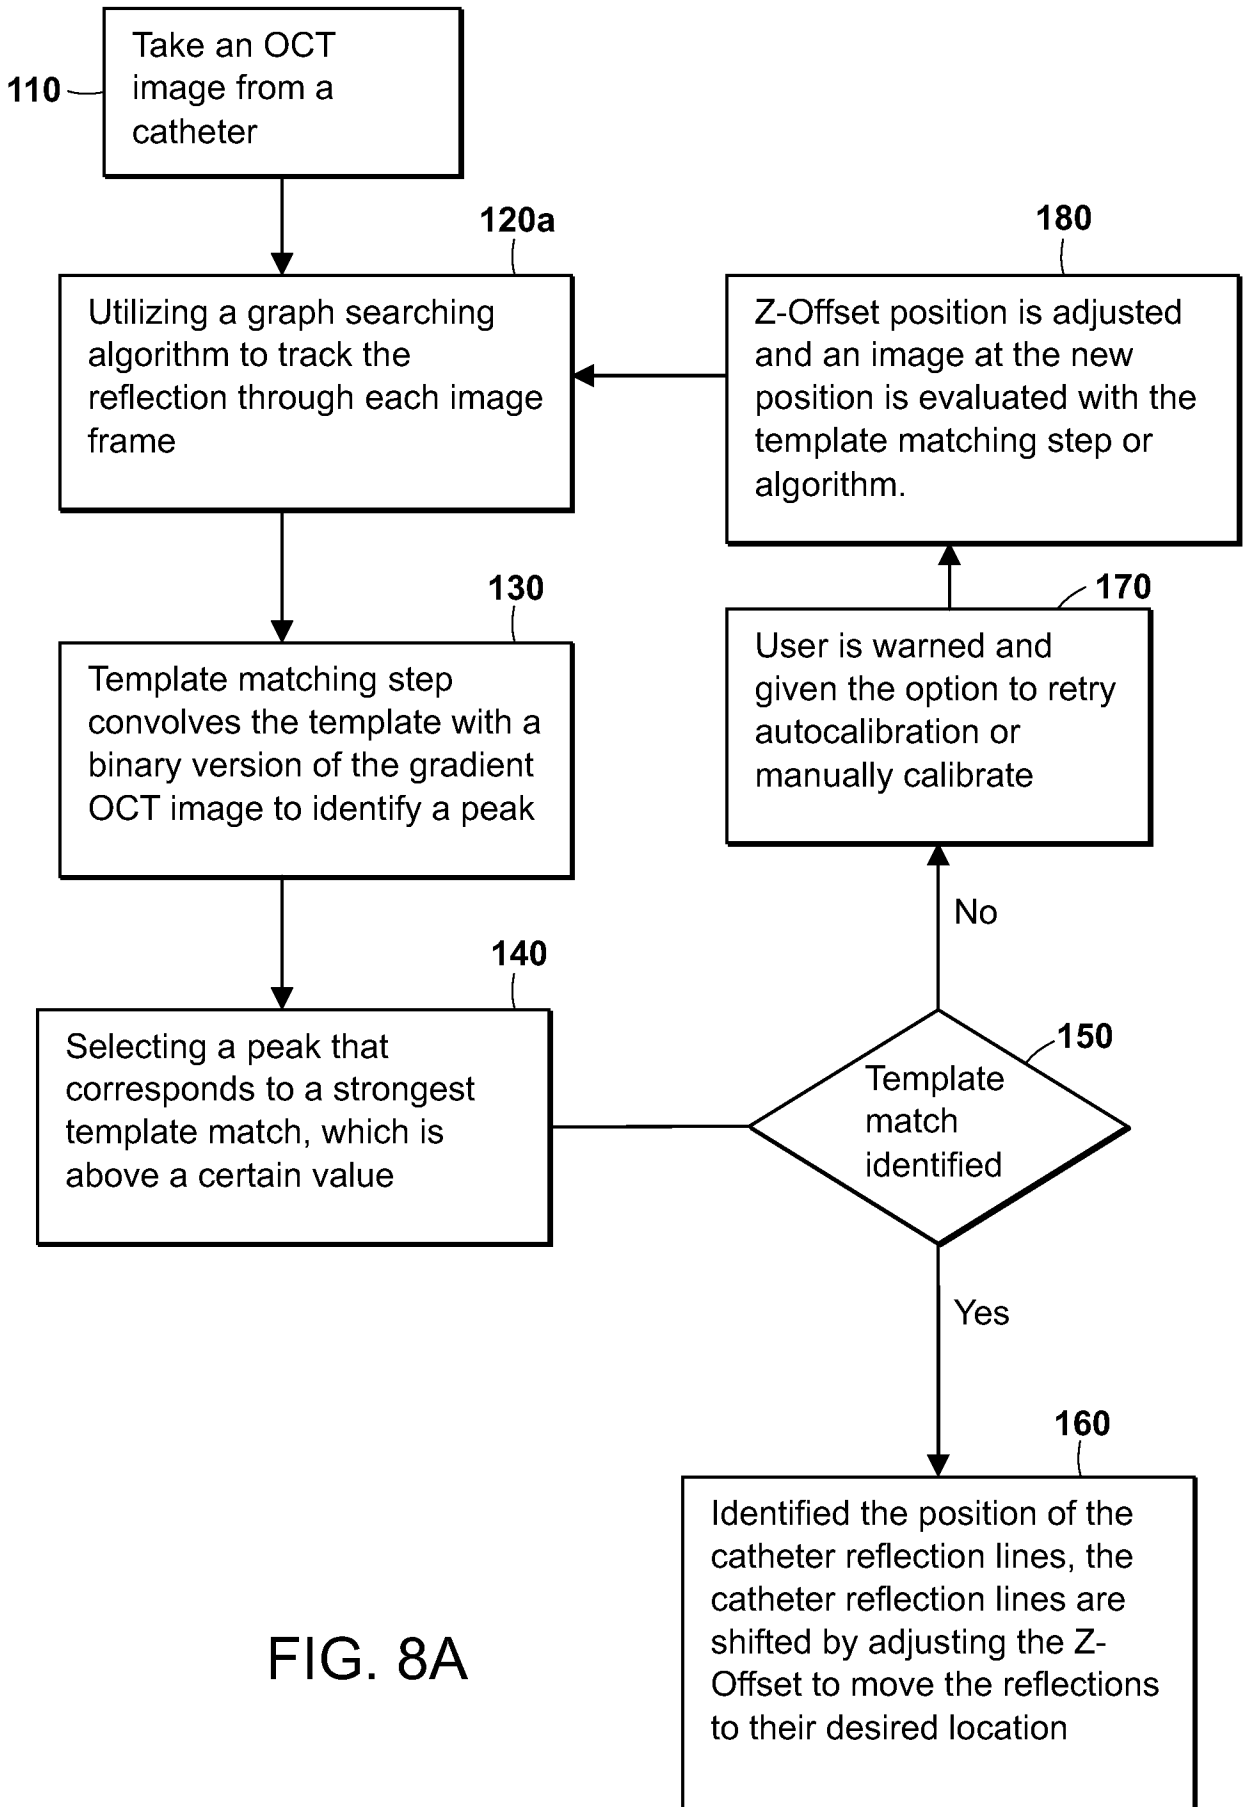 110
Take an OCT
image from a
catheter
120a
Utilizing a graph searching
algorithm to track the
reflection through each image
frame
130
Template matching step
convolves the template with a
binary version of the gradient
OCT image to identify a peak
140
Selecting a peak that
corresponds to a strongest
template match, which is
above a certain value
150
Template
match
identified
No
170
User is warned and
given the option to retry
autocalibration or
manually calibrate
180
Z-Offset position is adjusted
and an image at the new
position is evaluated with the
template matching step or
algorithm.
Yes
160
Identified the position of the
catheter reflection lines, the
catheter reflection lines are
shifted by adjusting the Z-
Offset to move the reflections
to their desired location
FIG. 8A